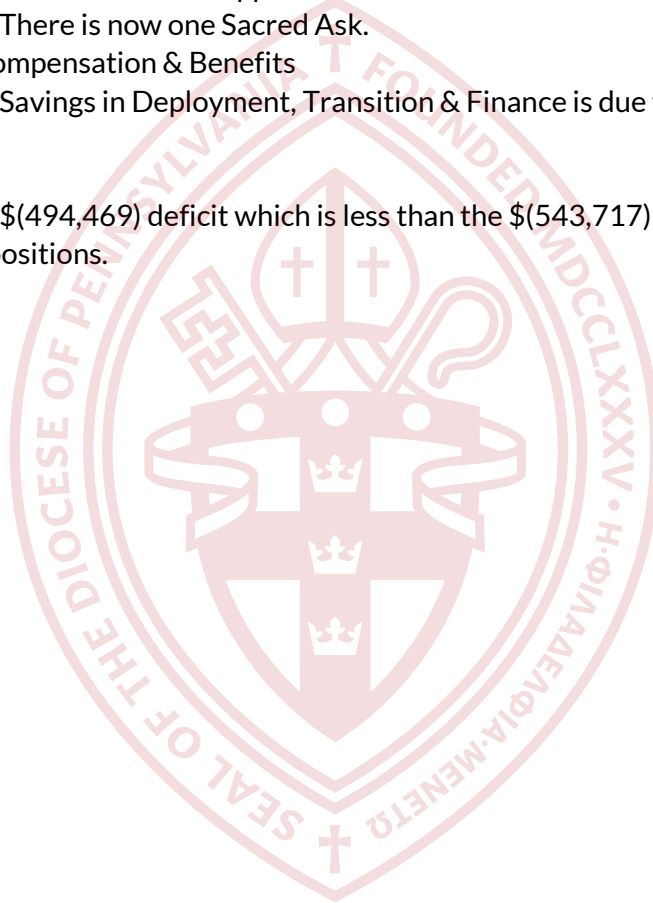 There is now one Sacred Ask.
ompensation & Benefits
Savings in Deployment, Transition & Finance is due
$(494,469) deficit which is less than the $(543,717)
ositions.
SEAL OF THE DIOCESE OF PENNSYLVANIA † FOUNDED MDCCLXXXV • Η·ΦΙΛΑΔΕΛΦΙΑ·ΜΕΝΕΤΩ †